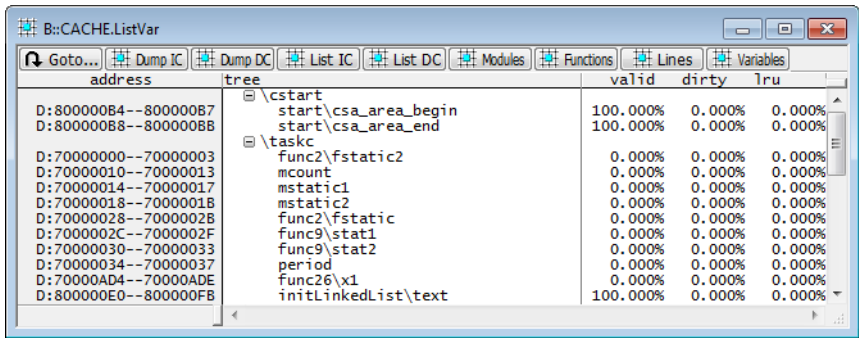 B::CACHE.ListVar
Goto... Dump IC Dump DC List IC List DC Modules Functions Lines Variables
address tree valid dirty lru
\cstart
D:800000B4--800000B7 start\csa_area_begin 100.000% 0.000% 0.000%
D:800000B8--800000BB start\csa_area_end 100.000% 0.000% 0.000%
\taskc
D:70000000--70000003 func2\fstatic2 0.000% 0.000% 0.000%
D:70000010--70000013 mcount 0.000% 0.000% 0.000%
D:70000014--70000017 mstatic1 0.000% 0.000% 0.000%
D:70000018--7000001B mstatic2 0.000% 0.000% 0.000%
D:70000028--7000002B func2\fstatic 0.000% 0.000% 0.000%
D:7000002C--7000002F func9\stat1 0.000% 0.000% 0.000%
D:70000030--70000033 func9\stat2 0.000% 0.000% 0.000%
D:70000034--70000037 period 0.000% 0.000% 0.000%
D:70000AD4--70000ADE func26\x1 0.000% 0.000% 0.000%
D:800000E0--800000FB initLinkedList\text 100.000% 0.000% 0.000%